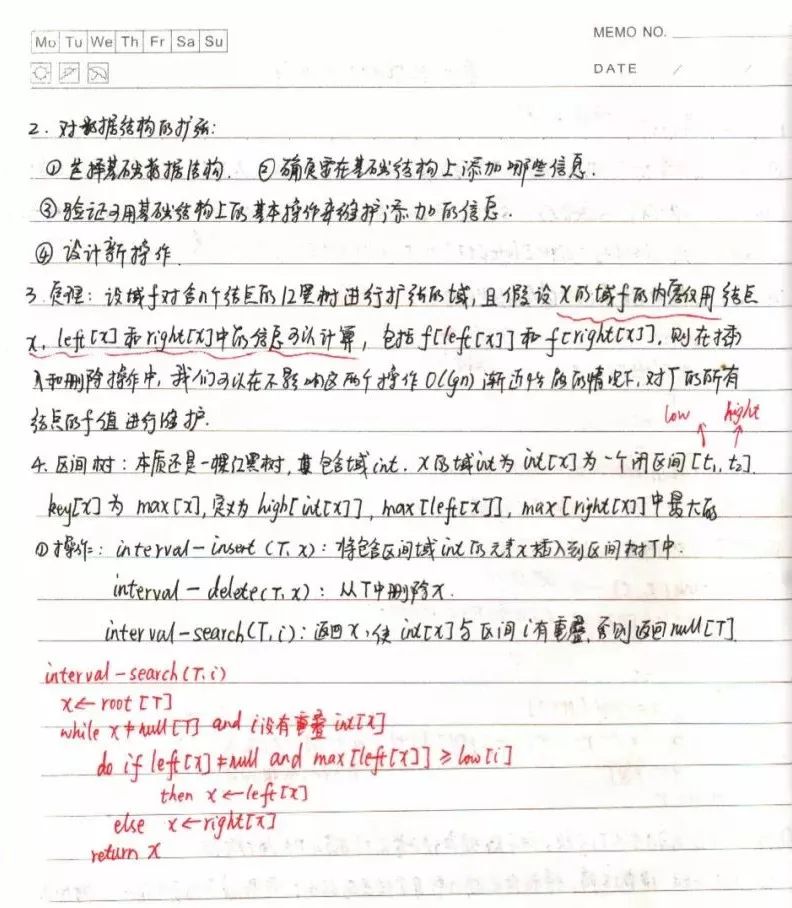 Mo Tu We Th Fr Sa Su
MEMO NO.
DATE / /
2. 对数据结构的扩张:
① 选择基础数据结构. ② 确定要在基础结构上添加哪些信息.
③ 验证可用基础结构上的基本操作来维护添加的信息.
④ 设计新操作
3. 定理: 设域f对含n个结点的红黑树进行扩张的域, 且假设x的域f的内容仅用结点
x, left[x]和right[x]中的信息可以计算, 包括f[left[x]]和f[right[x]], 则在插
入和删除操作中, 我们可以在不影响这两个操作O(lgn)渐近性能的情况下, 对T的所有
结点的f值进行维护.
low hight
4. 区间树: 本质还是一棵红黑树, 其包含域int. x的域int为int[x]为一个闭区间[t₁, t₂].
key[x]为max[x], 定义为high[int[x]], max[left[x]], max[right[x]]中最大的
① 操作: interval-insert(T, x): 将包含区间域int的元素x插入到区间树T中.
interval-delete(T, x): 从T中删除x.
interval-search(T, i): 返回x, 使int[x]与区间i有重叠, 否则返回null[T]
interval-search(T, i)
x←root[T]
while x≠null[T] and i没有重叠int[x]
do if left[x]≠null and max[left[x]]≥low[i]
then x←left[x]
else x←right[x]
return x